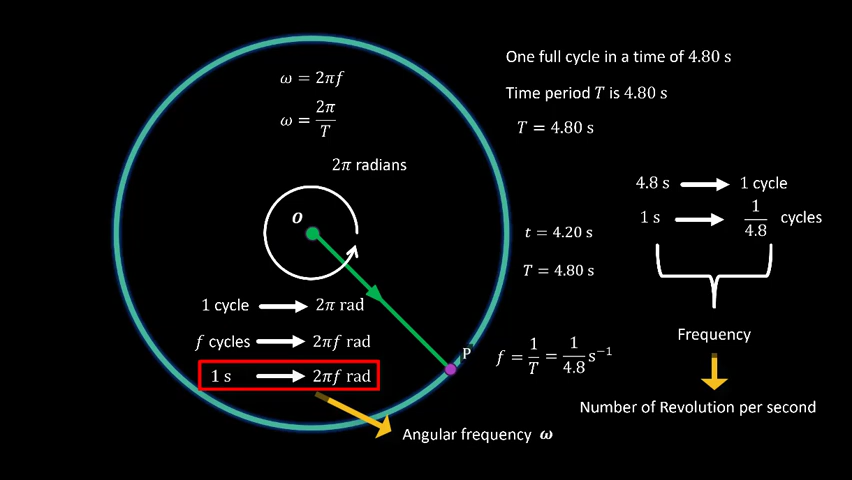 ω = 2πf
ω = 2π/T
2π radians
O
P
1 cycle → 2π rad
f cycles → 2πf rad
1 s → 2πf rad
Angular frequency ω
One full cycle in a time of 4.80 s
Time period T is 4.80 s
T = 4.80 s
t = 4.20 s
T = 4.80 s
f = 1/T = 1/4.8 s⁻¹
4.8 s → 1 cycle
1 s → 1/4.8 cycles
Frequency
Number of Revolution per second